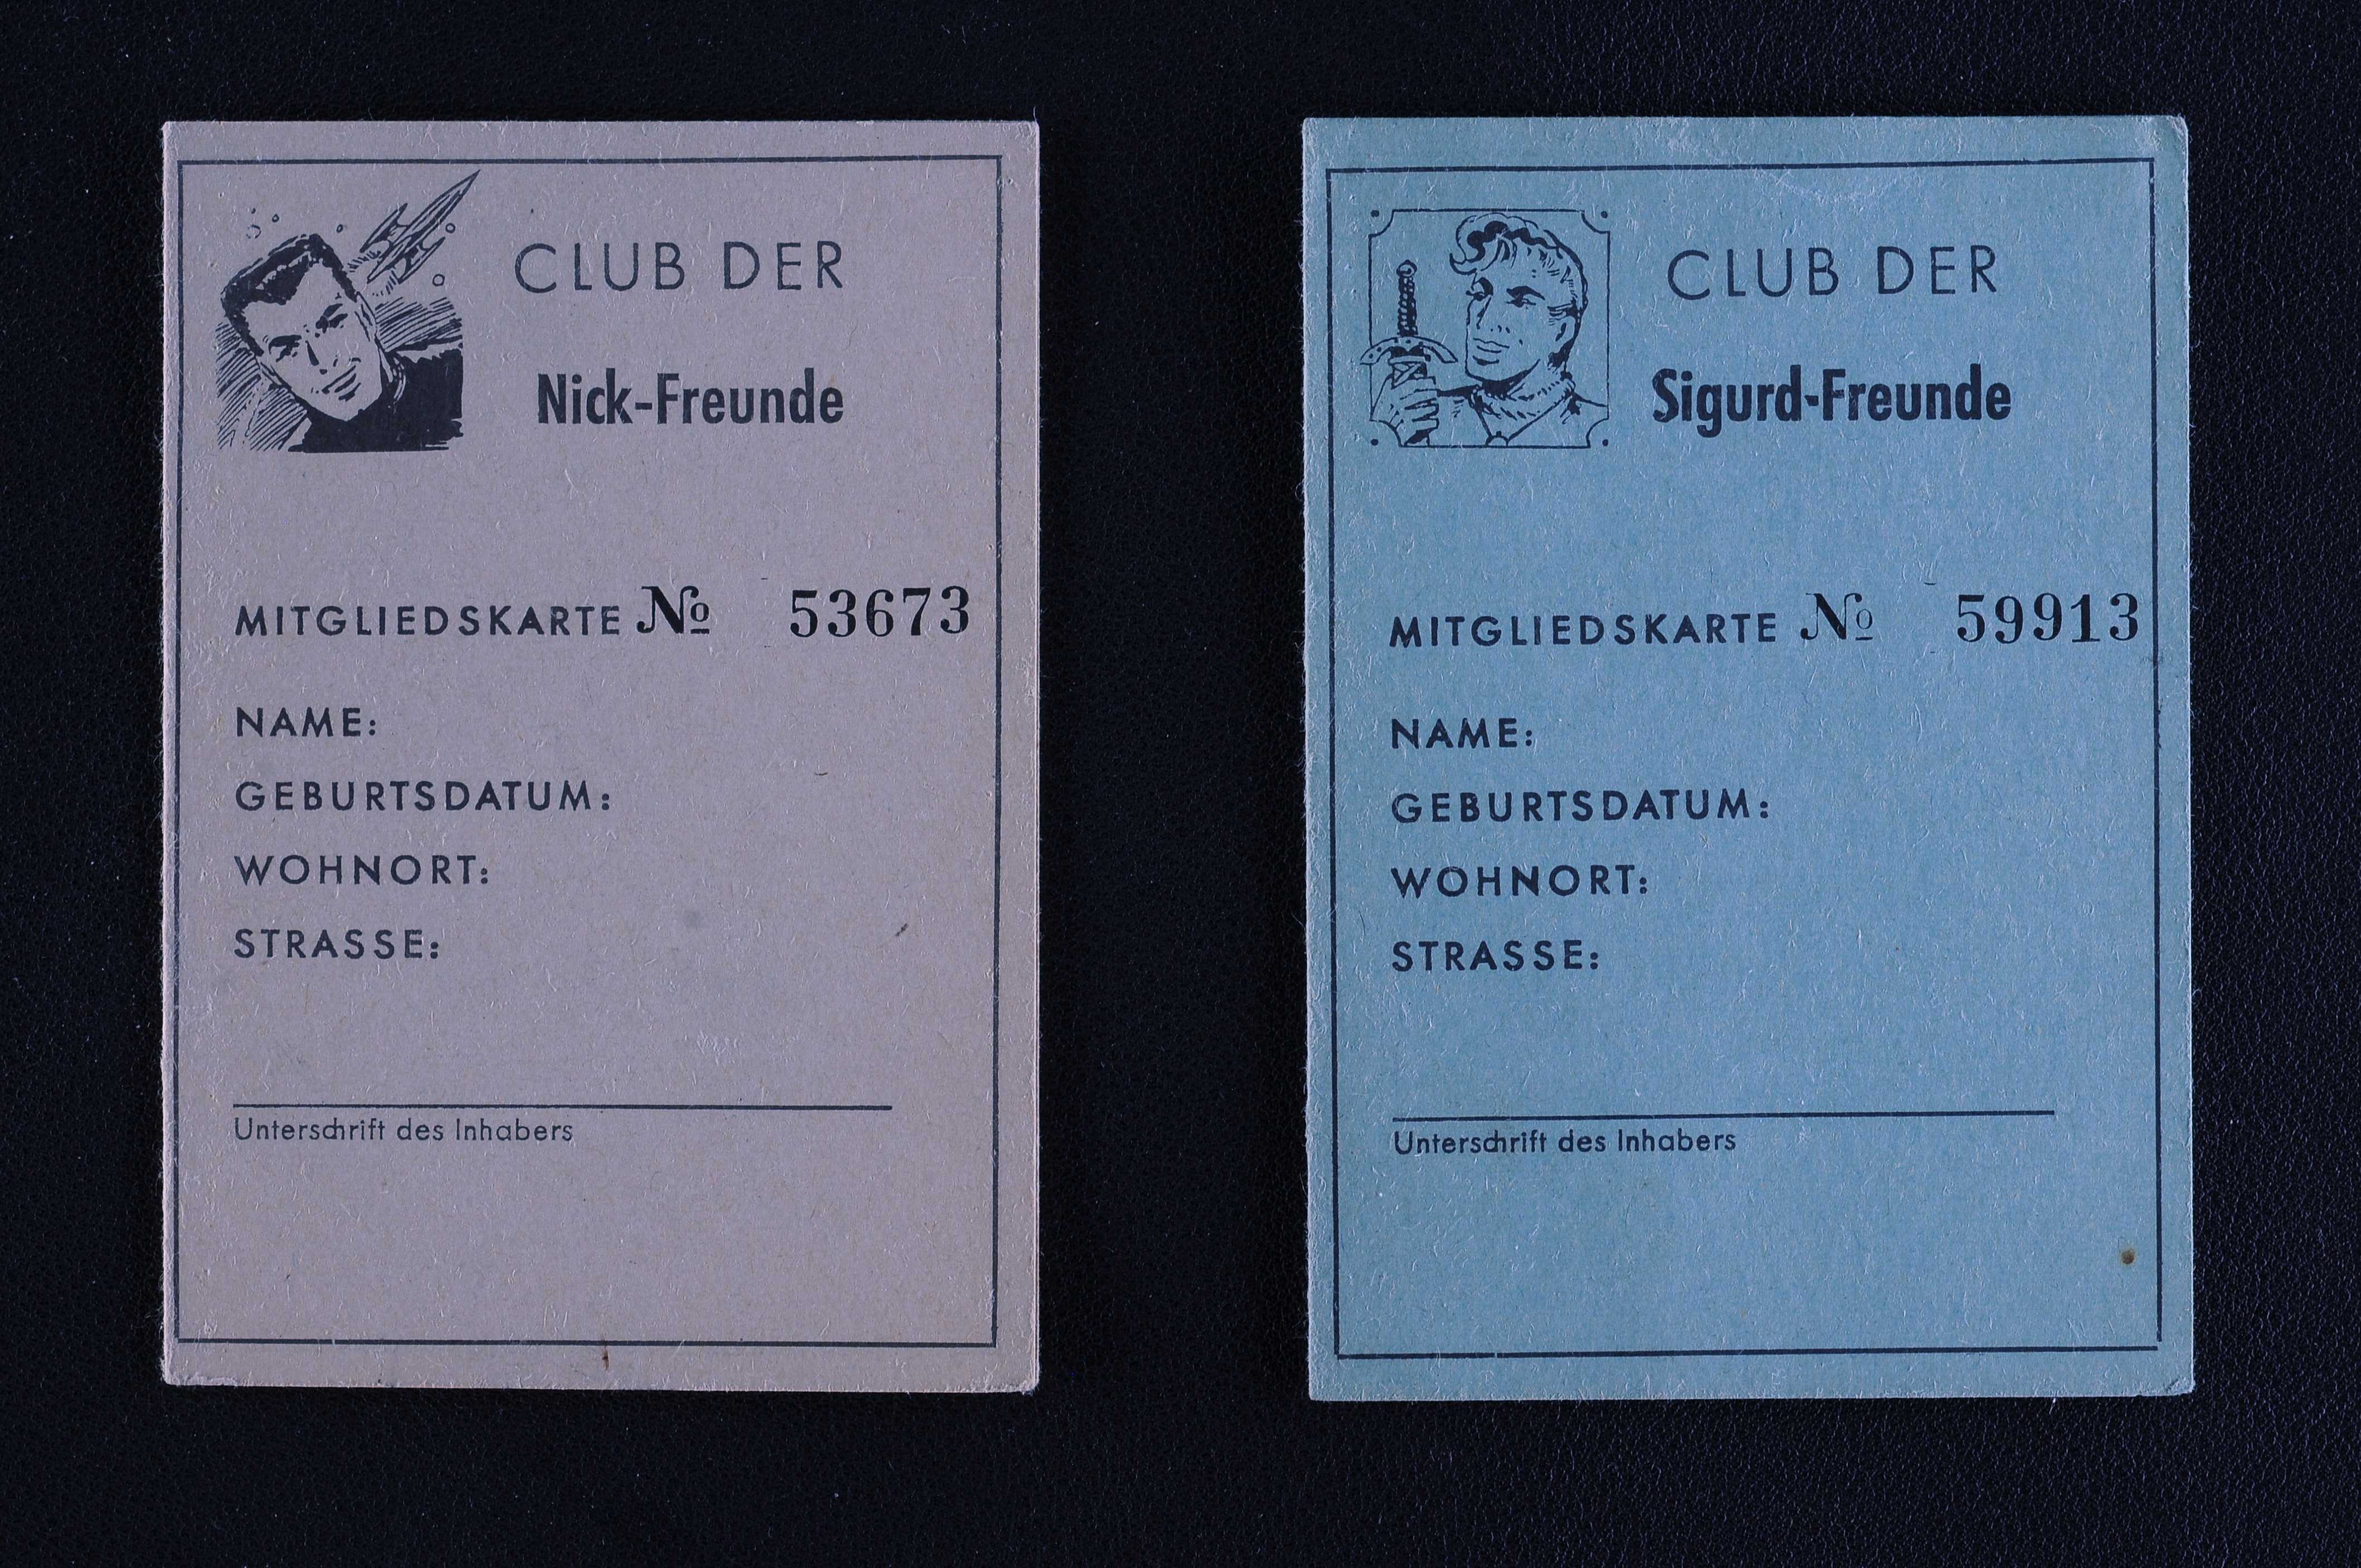 CLUB DER
Nick-Freunde
MITGLIEDSKARTE № 53673
NAME:
GEBURTSDATUM:
WOHNORT:
STRASSE:
Unterschrift des Inhabers
CLUB DER
Sigurd-Freunde
MITGLIEDSKARTE № 59913
NAME:
GEBURTSDATUM:
WOHNORT:
STRASSE:
Unterschrift des Inhabers